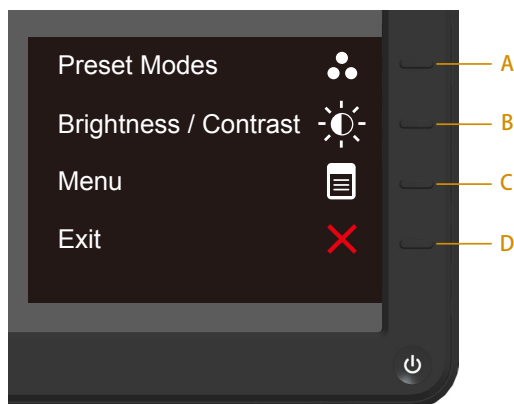 Preset Modes
A
Brightness / Contrast
B
Menu
C
Exit
D